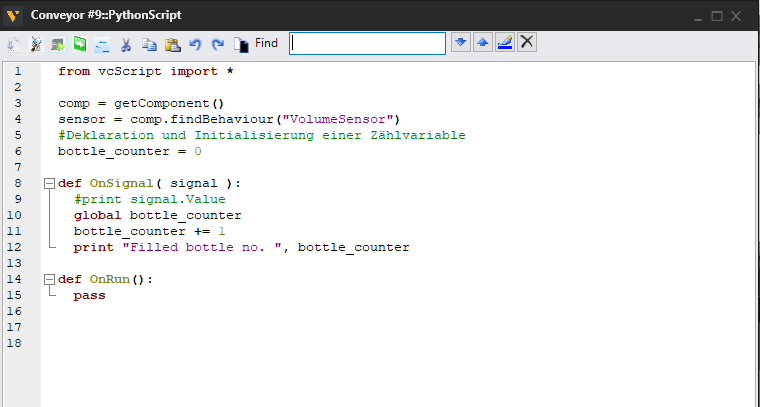 Conveyor #9::PythonScript
Find
1 from vcScript import *
2
3 comp = getComponent()
4 sensor = comp.findBehaviour("VolumeSensor")
5 #Deklaration und Initialisierung einer Zählvariable
6 bottle_counter = 0
7
8 def OnSignal( signal ):
9 #print signal.Value
10 global bottle_counter
11 bottle_counter += 1
12 print "Filled bottle no. ", bottle_counter
13
14 def OnRun():
15 pass
16
17
18